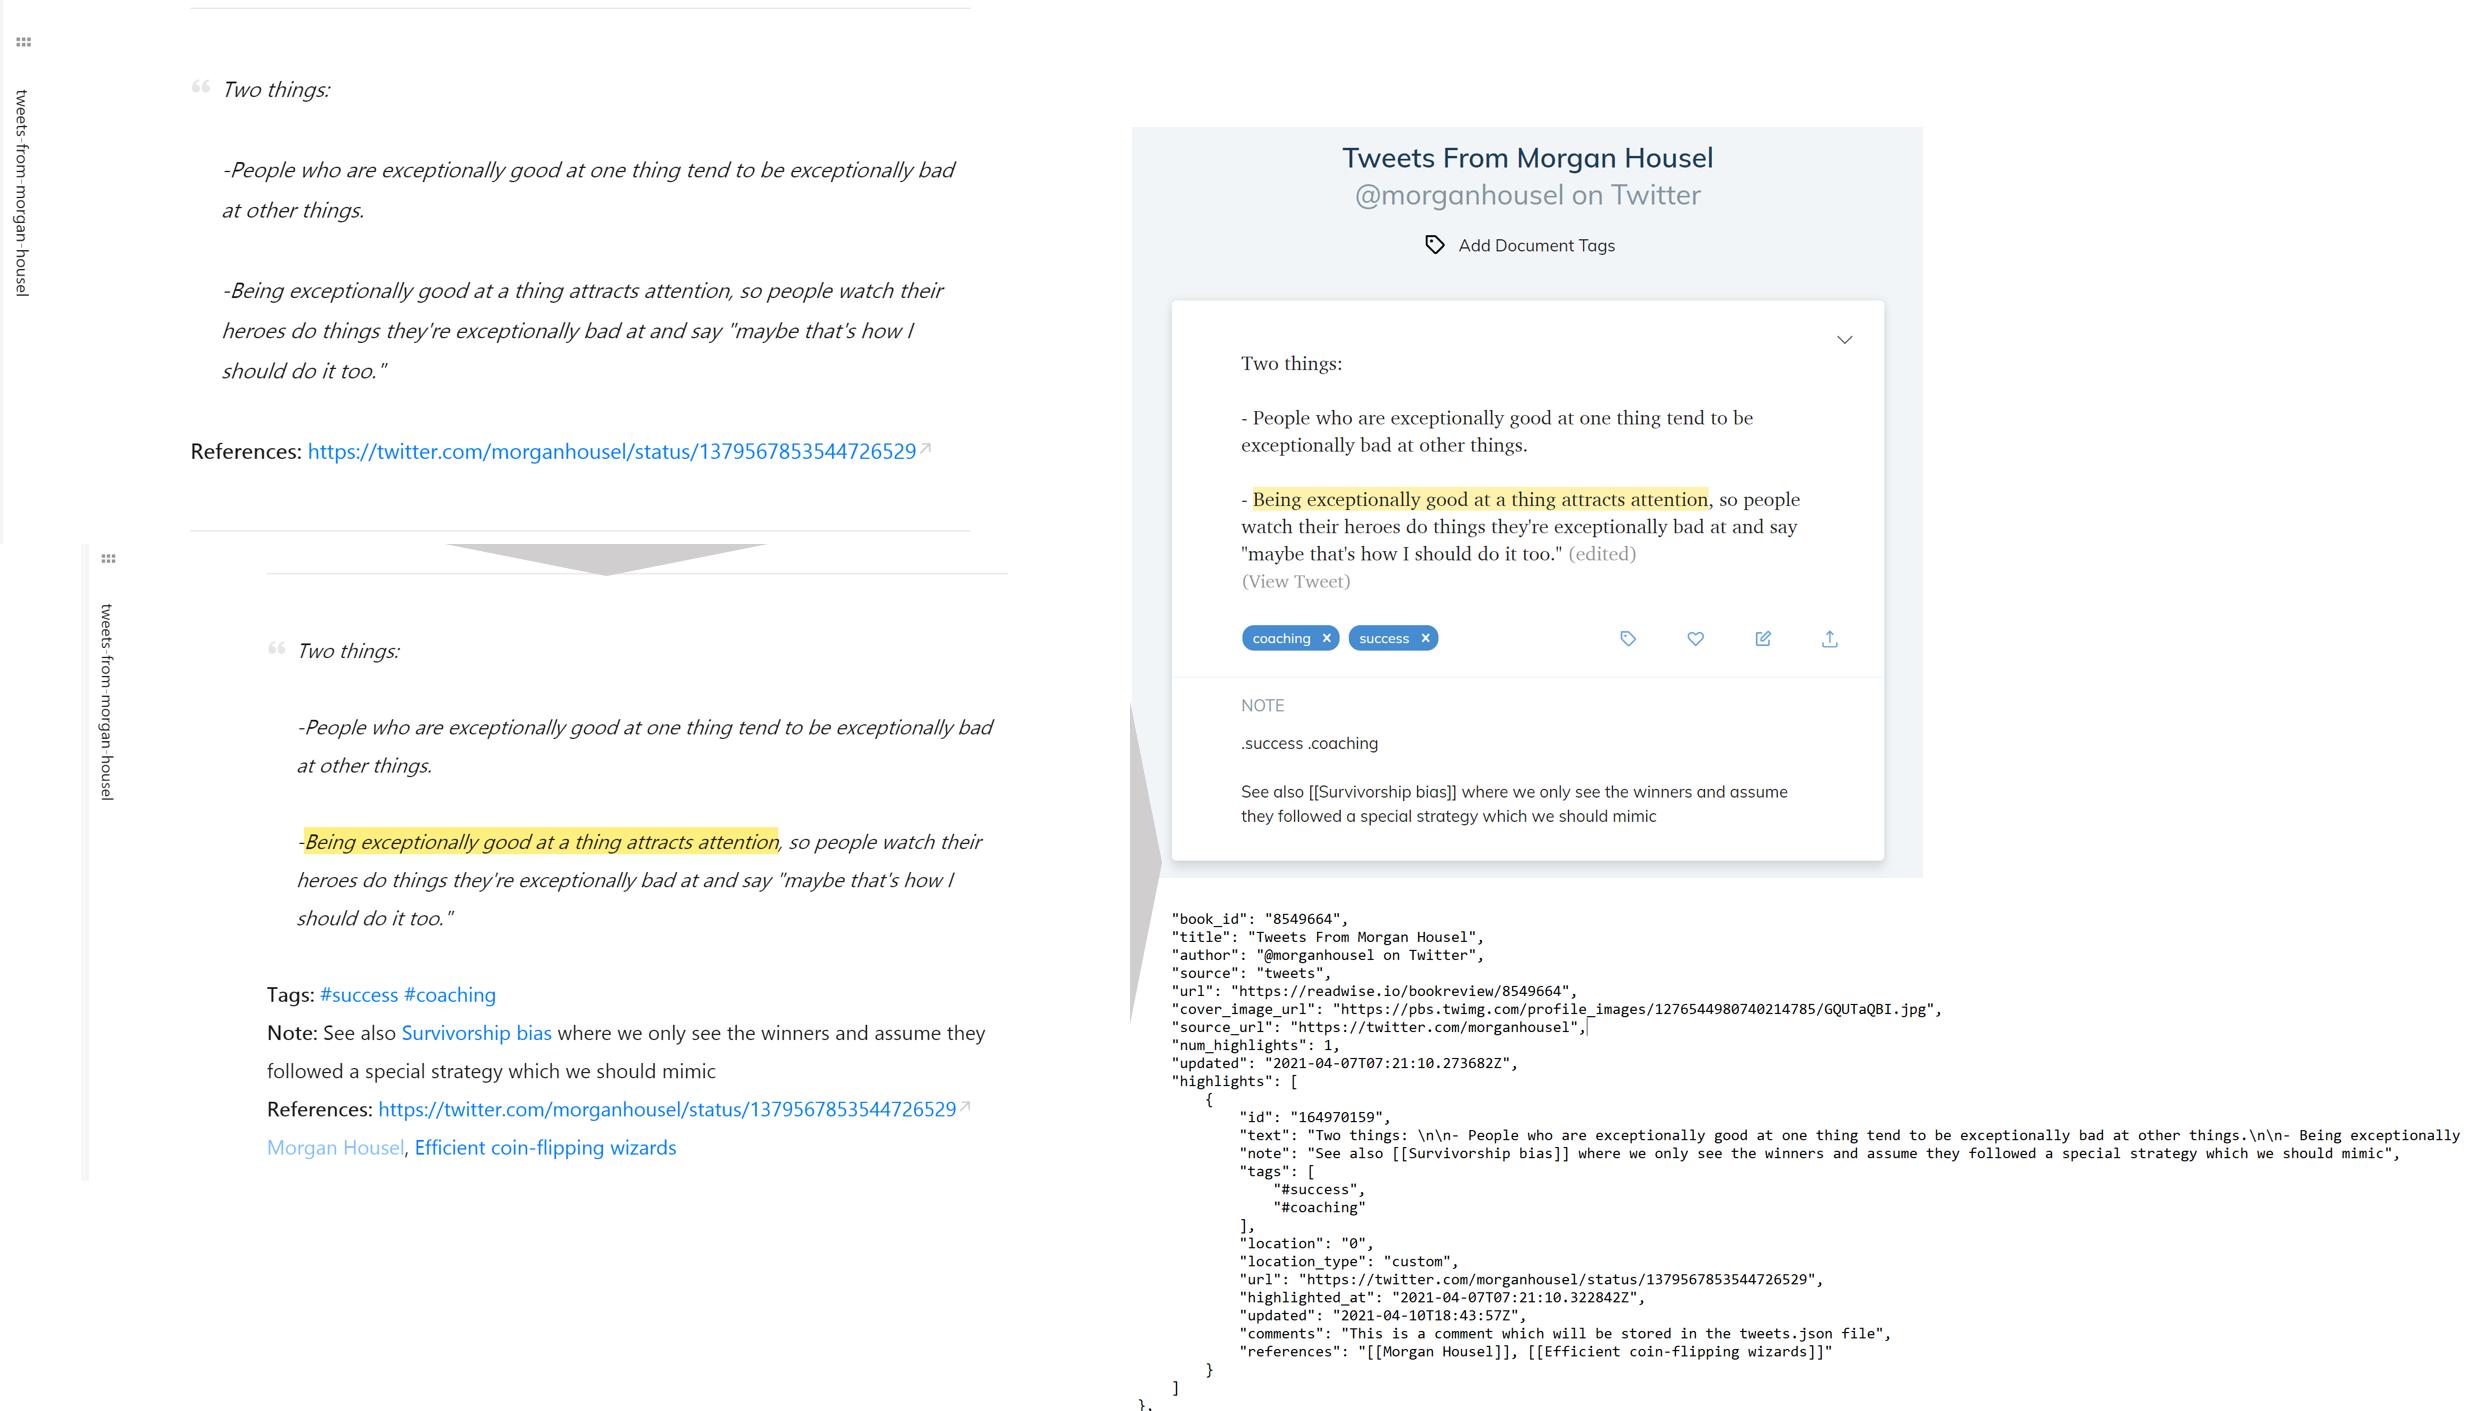 tweets-from-morgan-housel
Two things:
-People who are exceptionally good at one thing tend to be exceptionally bad
at other things.
-Being exceptionally good at a thing attracts attention, so people watch their
heroes do things they're exceptionally bad at and say "maybe that's how I
should do it too."
References: https://twitter.com/morganhousel/status/1379567853544726529
tweets-from-morgan-housel
Two things:
-People who are exceptionally good at one thing tend to be exceptionally bad
at other things.
-Being exceptionally good at a thing attracts attention, so people watch their
heroes do things they're exceptionally bad at and say "maybe that's how I
should do it too."
Tags: #success #coaching
Note: See also Survivorship bias where we only see the winners and assume they
followed a special strategy which we should mimic
References: https://twitter.com/morganhousel/status/1379567853544726529
Morgan Housel, Efficient coin-flipping wizards
Tweets From Morgan Housel
@morganhousel on Twitter
Add Document Tags
Two things:
- People who are exceptionally good at one thing tend to be
exceptionally bad at other things.
- Being exceptionally good at a thing attracts attention, so people
watch their heroes do things they're exceptionally bad at and say
"maybe that's how I should do it too." (edited)
(View Tweet)
coaching × success ×
NOTE
.success .coaching
See also [[Survivorship bias]] where we only see the winners and assume
they followed a special strategy which we should mimic
"book_id": "8549664",
"title": "Tweets From Morgan Housel",
"author": "@morganhousel on Twitter",
"source": "tweets",
"url": "https://readwise.io/bookreview/8549664",
"cover_image_url": "https://pbs.twimg.com/profile_images/1276544980740214785/GQUTaQBI.jpg",
"source_url": "https://twitter.com/morganhousel",
"num_highlights": 1,
"updated": "2021-04-07T07:21:10.273682Z",
"highlights": [
{
"id": "164970159",
"text": "Two things: \n\n- People who are exceptionally good at one thing tend to be exceptionally bad at other things.\n\n- Being exceptionally
"note": "See also [[Survivorship bias]] where we only see the winners and assume they followed a special strategy which we should mimic",
"tags": [
"#success",
"#coaching"
],
"location": "0",
"location_type": "custom",
"url": "https://twitter.com/morganhousel/status/1379567853544726529",
"highlighted_at": "2021-04-07T07:21:10.322842Z",
"updated": "2021-04-10T18:43:57Z",
"comments": "This is a comment which will be stored in the tweets.json file",
"references": "[[Morgan Housel]], [[Efficient coin-flipping wizards]]"
}
]
},